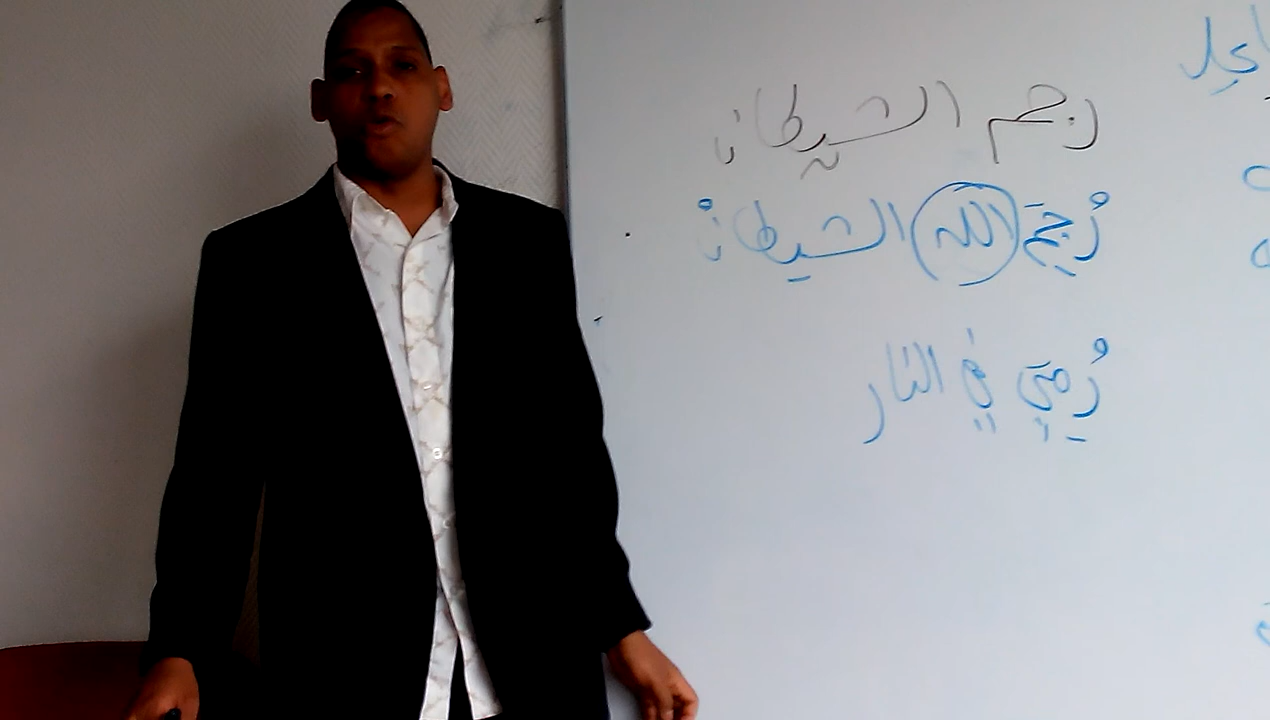 رجم الشيطان
رُجِمَ الله الشيطانُ
رُمِيَ في النار